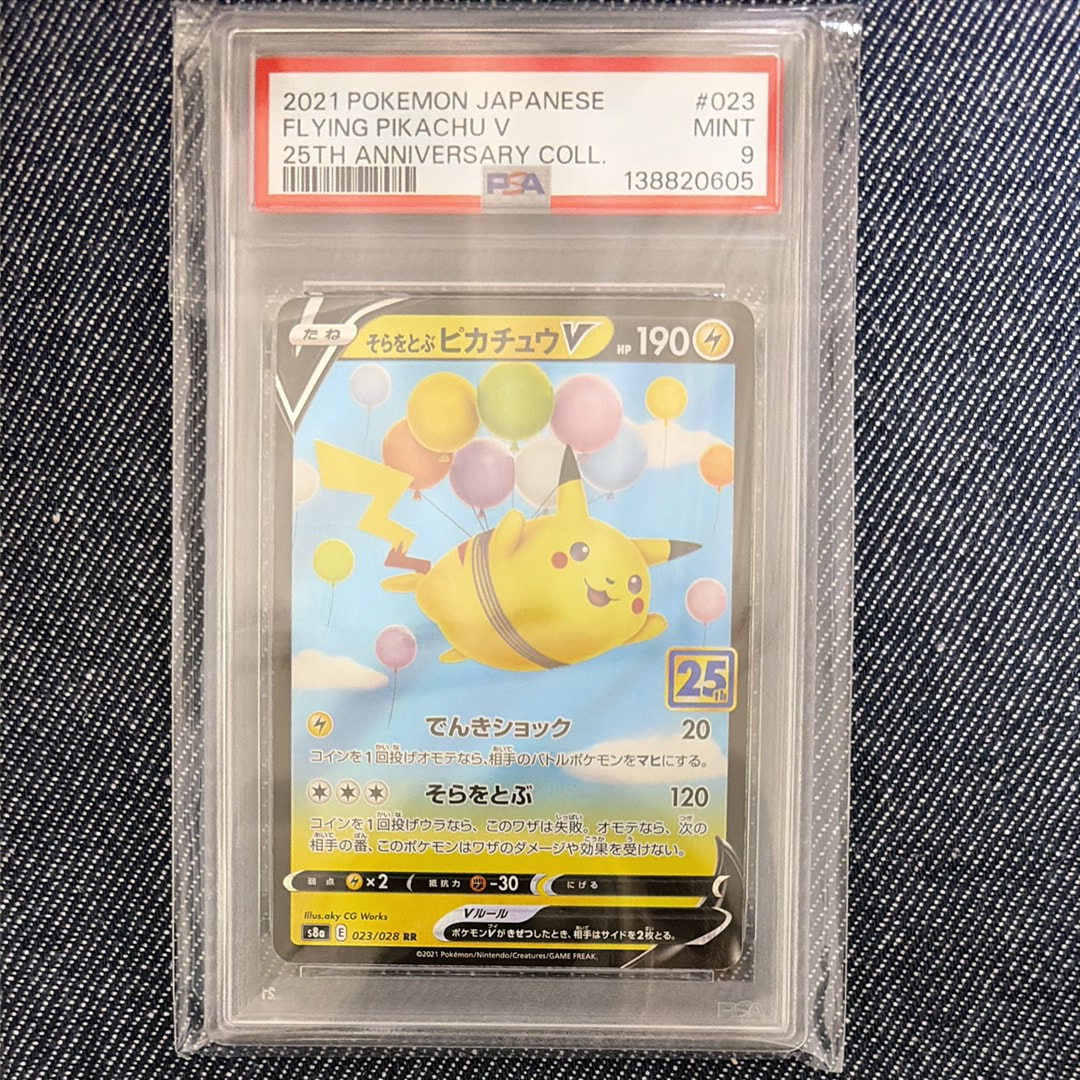 2021 POKEMON JAPANESE #023
FLYING PIKACHU V MINT
25TH ANNIVERSARY COLL. 9
PSA 138820605
たね そらをとぶピカチュウV HP 190
25th
でんきショック 20
コインを1回投げオモテなら、相手のバトルポケモンをマヒにする。
そらをとぶ 120
コインを1回投げウラなら、このワザは失敗。オモテなら、次の
相手の番、このポケモンはワザのダメージや効果を受けない。
弱点 ×2 抵抗力 -30 にげる
Illus.aky CG Works
Vルール
ポケモンVがきぜつしたとき、相手はサイドを2枚とる。
s8a E 023/028 RR
©2021 Pokémon/Nintendo/Creatures/GAME FREAK.
PSA